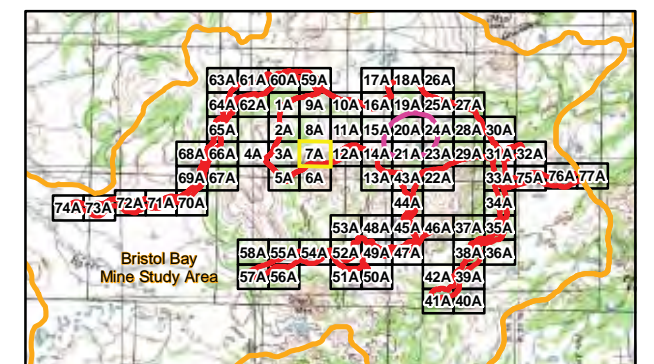 63A 61A 60A 59A 17A 18A 26A
64A 62A 1A 9A 10A 16A 19A 25A 27A
65A 2A 8A 11A 15A 20A 24A 28A 30A
68A 66A 4A 3A 7A 12A 14A 21A 23A 29A 31A 32A
69A 67A 5A 6A 13A 43A 22A 33A 75A 76A 77A
74A 73A 72A 71A 70A 44A 34A
53A 48A 45A 46A 37A 35A
58A 55A 54A 52A 49A 47A 38A 36A
57A 56A 51A 50A 42A 39A
41A 40A
Bristol Bay
Mine Study Area